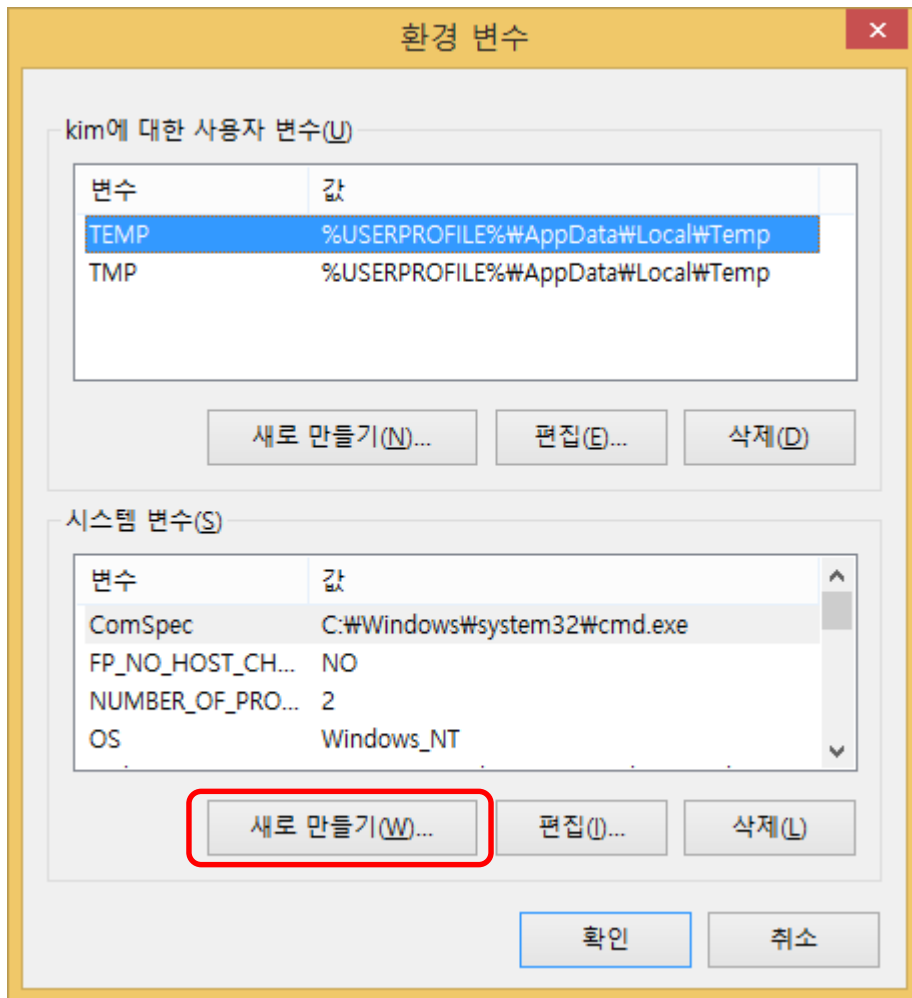 환경 변수
kim에 대한 사용자 변수(U)
변수 값
TEMP %USERPROFILE%₩AppData₩Local₩Temp
TMP %USERPROFILE%₩AppData₩Local₩Temp
새로 만들기(N)... 편집(E)... 삭제(D)
시스템 변수(S)
변수 값
ComSpec C:₩Windows₩system32₩cmd.exe
FP_NO_HOST_CH... NO
NUMBER_OF_PRO... 2
OS Windows_NT
새로 만들기(W)... 편집(I)... 삭제(L)
확인 취소